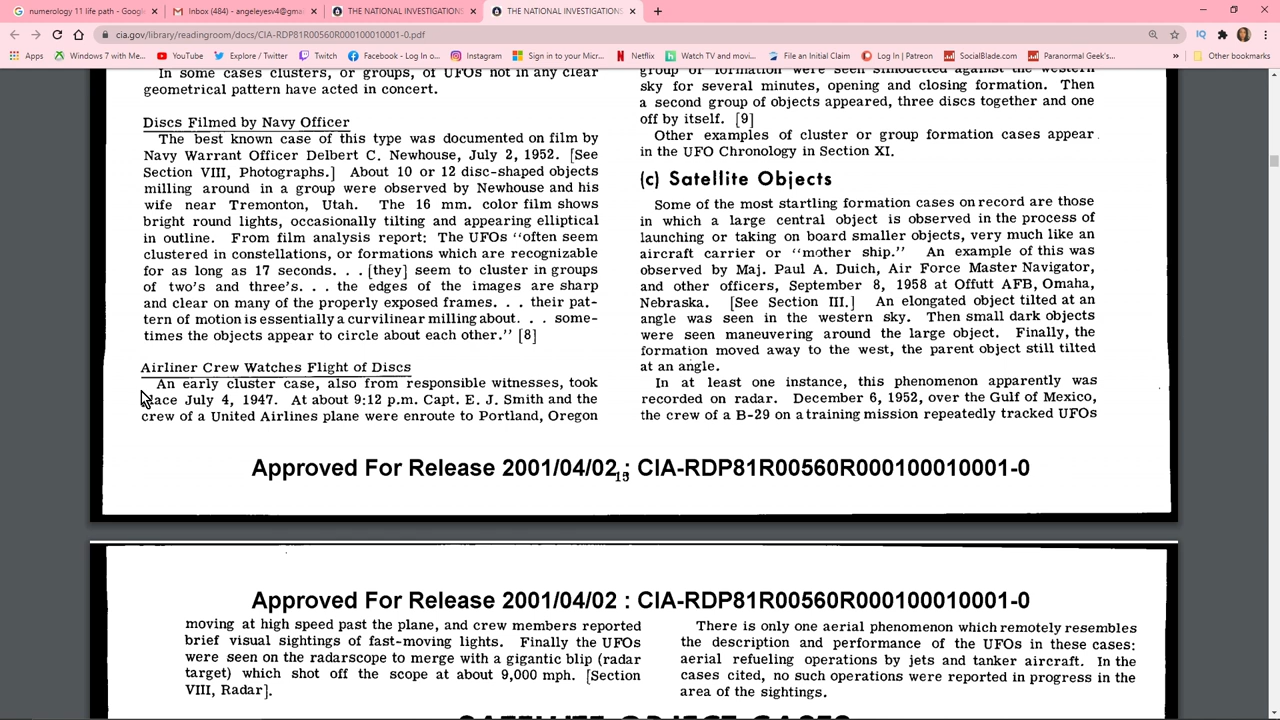 numerology 11 life path - Google
Inbox (484) - angeleyesv4@gma
THE NATIONAL INVESTIGATIONS
THE NATIONAL INVESTIGATIONS
cia.gov/library/readingroom/docs/CIA-RDP81R00560R000100010001-0.pdf
Apps
Windows 7 with Me...
YouTube
Explore / Twitter
Twitch
Facebook - Log In o...
Instagram
Sign in to your Micr...
Netflix
Watch TV and movi...
File an Initial Claim
Log In | Patreon
SocialBlade.com
Paranormal Geek's...
»
Other bookmarks
In some cases clusters, or groups, of UFOs not in any clear
geometrical pattern have acted in concert.
Discs Filmed by Navy Officer
The best known case of this type was documented on film by
Navy Warrant Officer Delbert C. Newhouse, July 2, 1952. [See
Section VIII, Photographs.] About 10 or 12 disc-shaped objects
milling around in a group were observed by Newhouse and his
wife near Tremonton, Utah. The 16 mm. color film shows
bright round lights, occasionally tilting and appearing elliptical
in outline. From film analysis report: The UFOs "often seem
clustered in constellations, or formations which are recognizable
for as long as 17 seconds. . . [they] seem to cluster in groups
of two's and three's. . . the edges of the images are sharp
and clear on many of the properly exposed frames. . . their pat-
tern of motion is essentially a curvilinear milling about. . . some-
times the objects appear to circle about each other." [8]
Airliner Crew Watches Flight of Discs
An early cluster case, also from responsible witnesses, took
place July 4, 1947. At about 9:12 p.m. Capt. E. J. Smith and the
crew of a United Airlines plane were enroute to Portland, Oregon
group or formation were seen silhouetted against the western
sky for several minutes, opening and closing formation. Then
a second group of objects appeared, three discs together and one
off by itself. [9]
Other examples of cluster or group formation cases appear
in the UFO Chronology in Section XI.
(c) Satellite Objects
Some of the most startling formation cases on record are those
in which a large central object is observed in the process of
launching or taking on board smaller objects, very much like an
aircraft carrier or "mother ship." An example of this was
observed by Maj. Paul A. Duich, Air Force Master Navigator,
and other officers, September 8, 1958 at Offutt AFB, Omaha,
Nebraska. [See Section III.] An elongated object tilted at an
angle was seen in the western sky. Then small dark objects
were seen maneuvering around the large object. Finally, the
formation moved away to the west, the parent object still tilted
at an angle.
In at least one instance, this phenomenon apparently was
recorded on radar. December 6, 1952, over the Gulf of Mexico,
the crew of a B-29 on a training mission repeatedly tracked UFOs
Approved For Release 2001/04/02 : CIA-RDP81R00560R000100010001-0
15
Approved For Release 2001/04/02 : CIA-RDP81R00560R000100010001-0
moving at high speed past the plane, and crew members reported
brief visual sightings of fast-moving lights. Finally the UFOs
were seen on the radarscope to merge with a gigantic blip (radar
target) which shot off the scope at about 9,000 mph. [Section
VIII, Radar].
There is only one aerial phenomenon which remotely resembles
the description and performance of the UFOs in these cases:
aerial refueling operations by jets and tanker aircraft. In the
cases cited, no such operations were reported in progress in the
area of the sightings.
SATELLITE OBJECT CASES